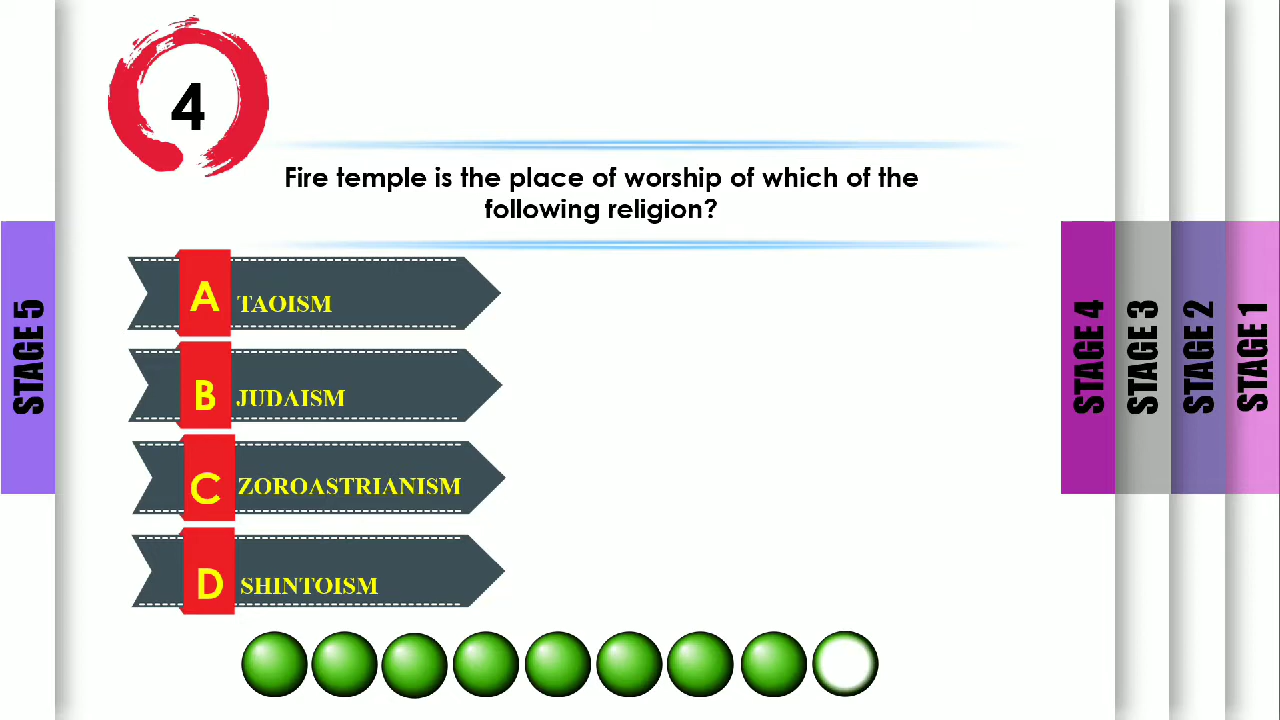 4
Fire temple is the place of worship of which of the
following religion?
A TAOISM
B JUDAISM
C ZOROASTRIANISM
D SHINTOISM
STAGE 5
STAGE 4
STAGE 3
STAGE 2
STAGE 1